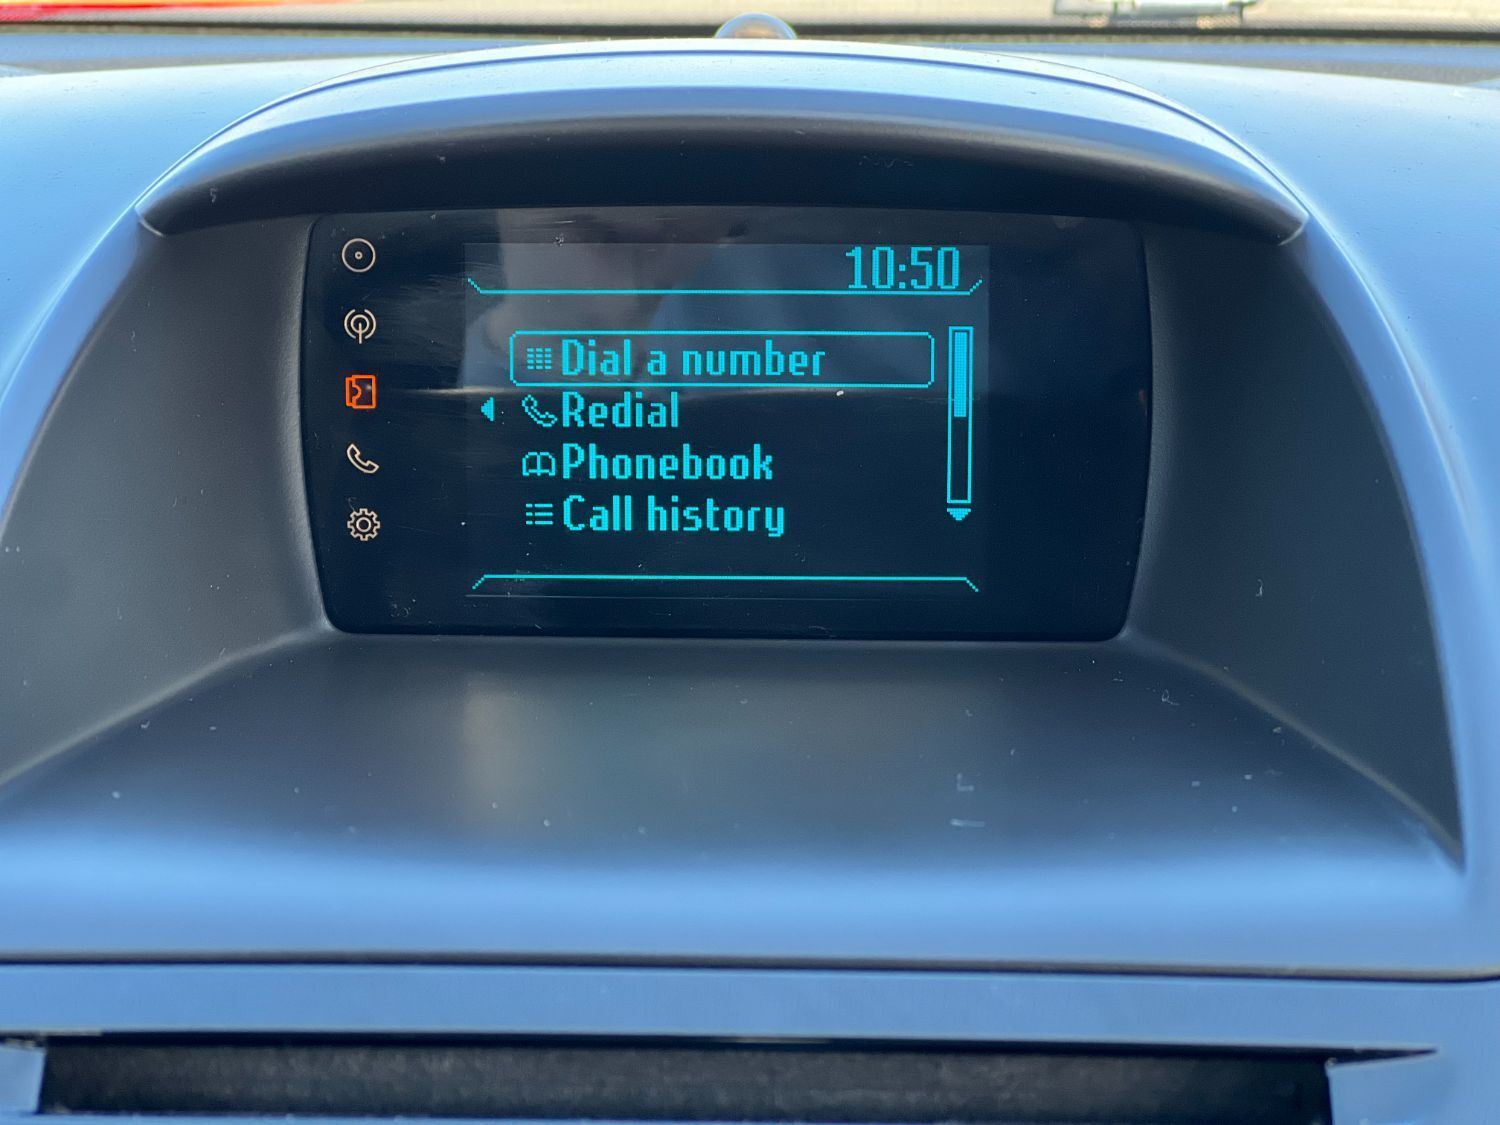 10:50
Dial a number
Redial
Phonebook
Call history